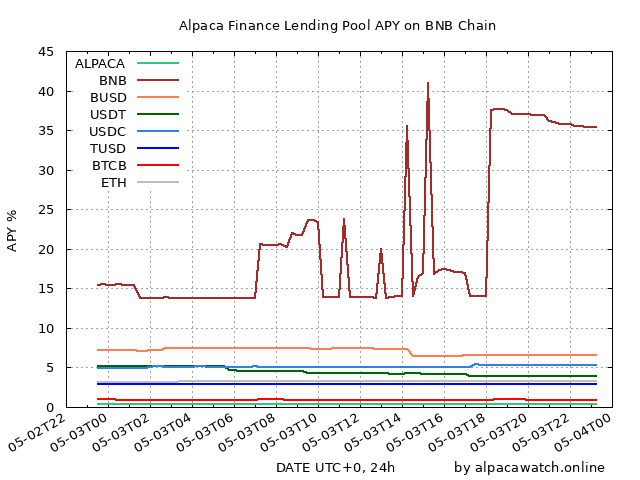 Alpaca Finance Lending Pool APY on BNB Chain
45
40
35
30
25
20
15
10
5
0
APY %
ALPACA
BNB
BUSD
USDT
USDC
TUSD
BTCB
ETH
05-02T22
05-03T00
05-03T02
05-03T04
05-03T06
05-03T08
05-03T10
05-03T12
05-03T14
05-03T16
05-03T18
05-03T20
05-03T22
05-04T00
DATE UTC+0, 24h
by alpacawatch.online